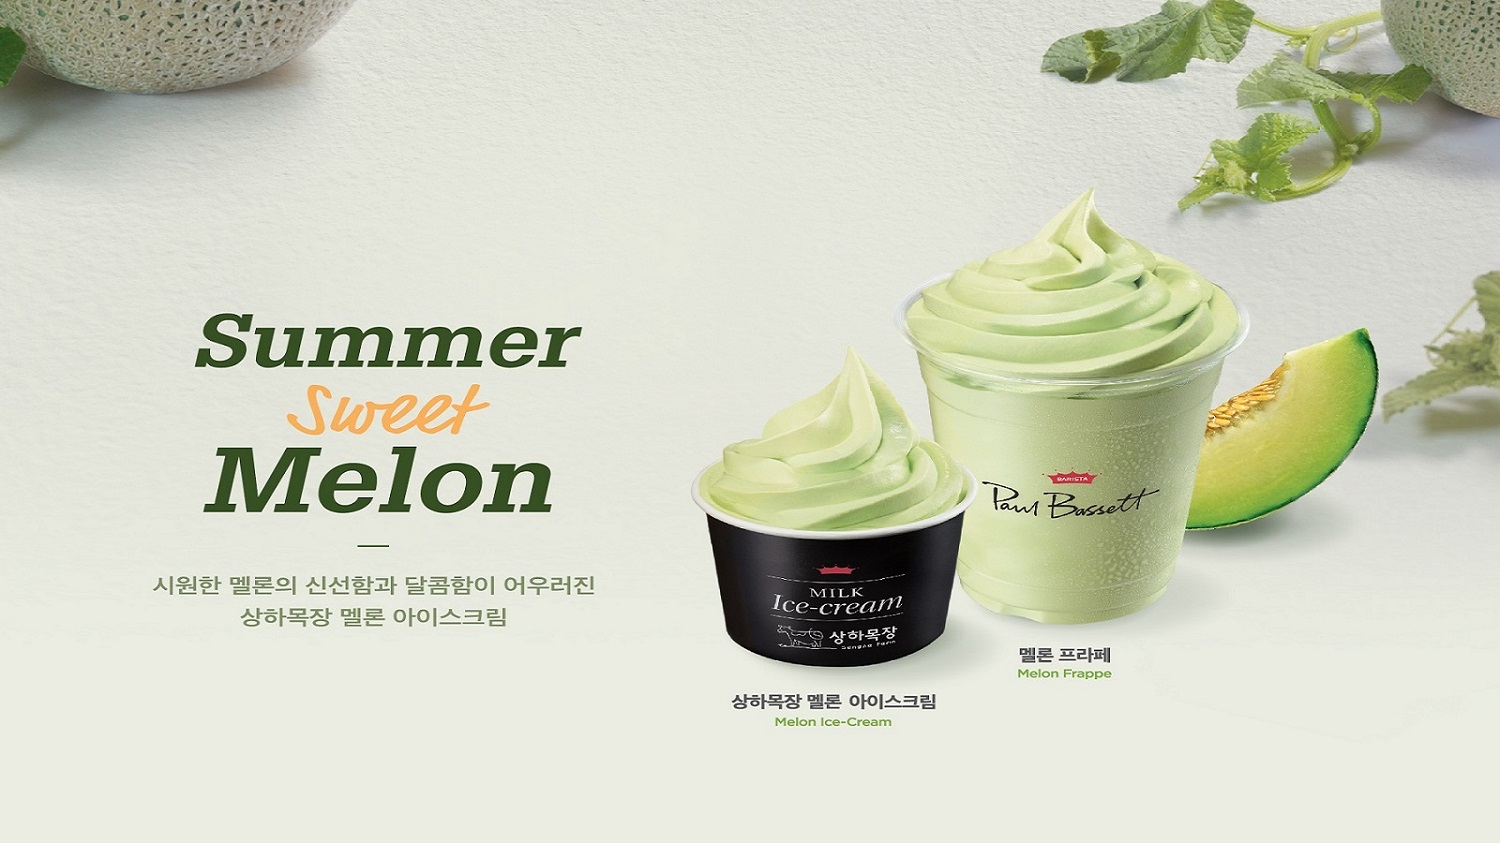 Summer
Sweet
Melon
시원한 멜론의 신선함과 달콤함이 어우러진
상하목장 멜론 아이스크림
BARISTA
Paul Bassett
MILK
Ice-cream
상하목장
Sangha Farm
멜론 프라페
Melon Frappe
상하목장 멜론 아이스크림
Melon Ice-Cream